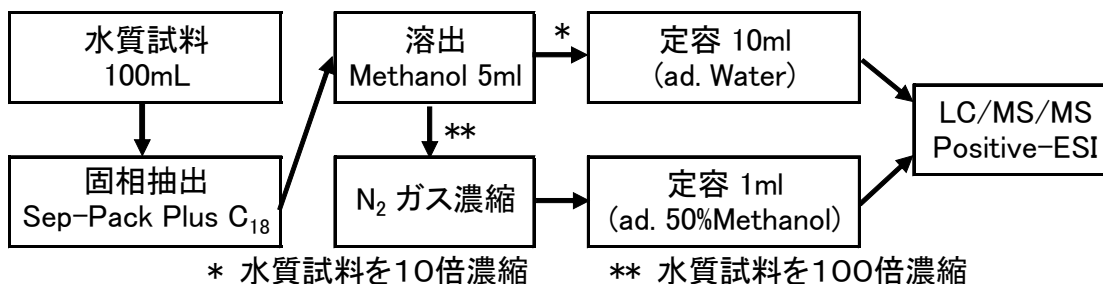 水質試料
100mL
固相抽出
Sep-Pack Plus C₁₈
溶出
Methanol 5ml
*
**
N₂ ガス濃縮
定容 10ml
(ad. Water)
定容 1ml
(ad. 50%Methanol)
LC/MS/MS
Positive-ESI
* 水質試料を10倍濃縮
** 水質試料を100倍濃縮